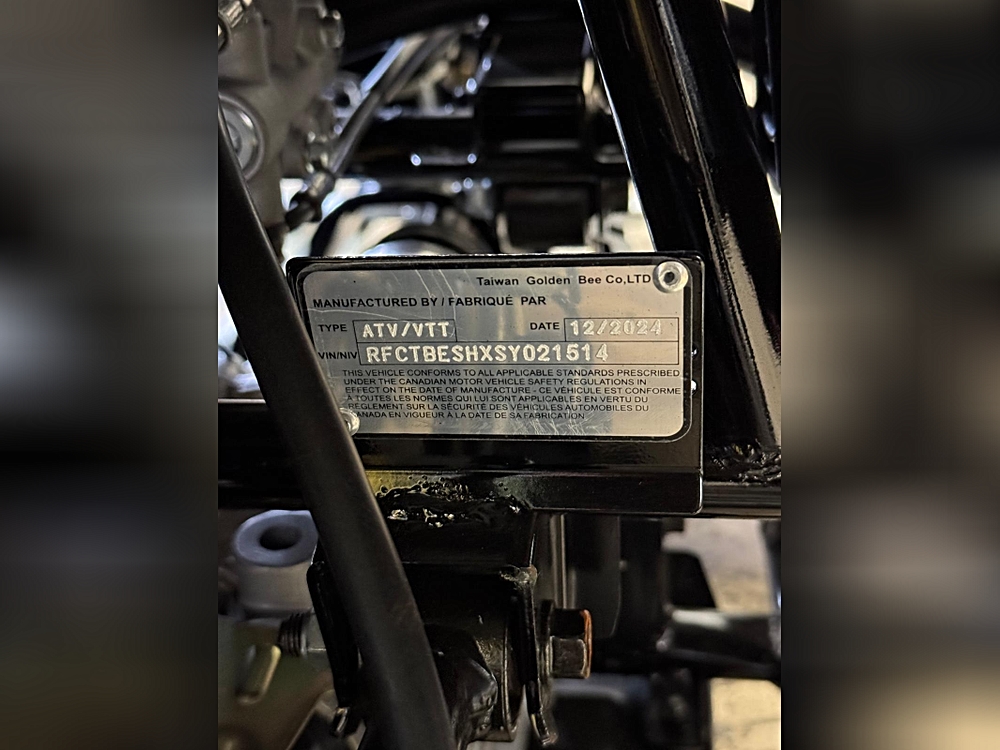 Taiwan Golden Bee Co,LTD
MANUFACTURED BY / FABRIQUÉ PAR
TYPE ATV/VTT DATE 12/2024
VIN/NIV RFCTBESHXSY021514
THIS VEHICLE CONFORMS TO ALL APPLICABLE STANDARDS PRESCRIBED
UNDER THE CANADIAN MOTOR VEHICLE SAFETY REGULATIONS IN
EFFECT ON THE DATE OF MANUFACTURE - CE VÉHICULE EST CONFORME
À TOUTES LES NORMES QUI LUI SONT APPLICABLES EN VERTU DU
RÈGLEMENT SUR LA SÉCURITÉ DES VÉHICULES AUTOMOBILES DU
CANADA EN VIGUEUR À LA DATE DE SA FABRICATION